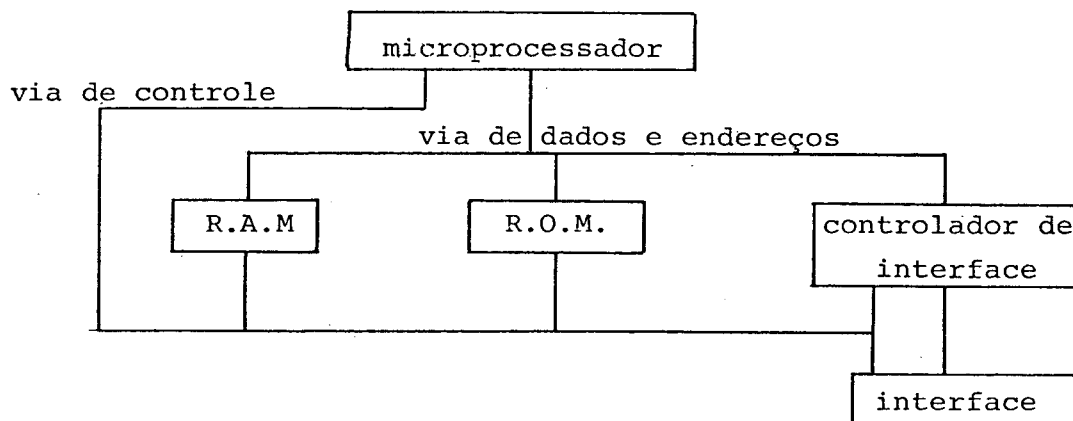 microprocessador
via de controle
via de dados e endereços
R.A.M
R.O.M.
controlador de
interface
interface